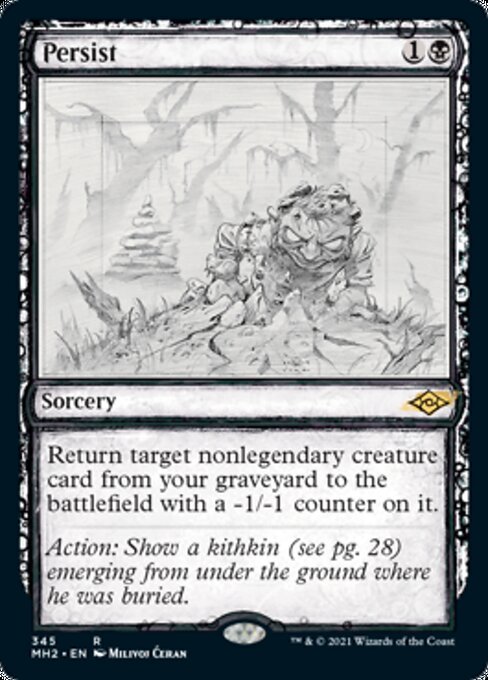 Persist 1
Sorcery
Return target nonlegendary creature
card from your graveyard to the
battlefield with a -1/-1 counter on it.
Action: Show a kithkin (see pg. 28)
emerging from under the ground where
he was buried.
345 R
MH2 • EN Milivoj Ćeran
™ & © 2021 Wizards of the Coast